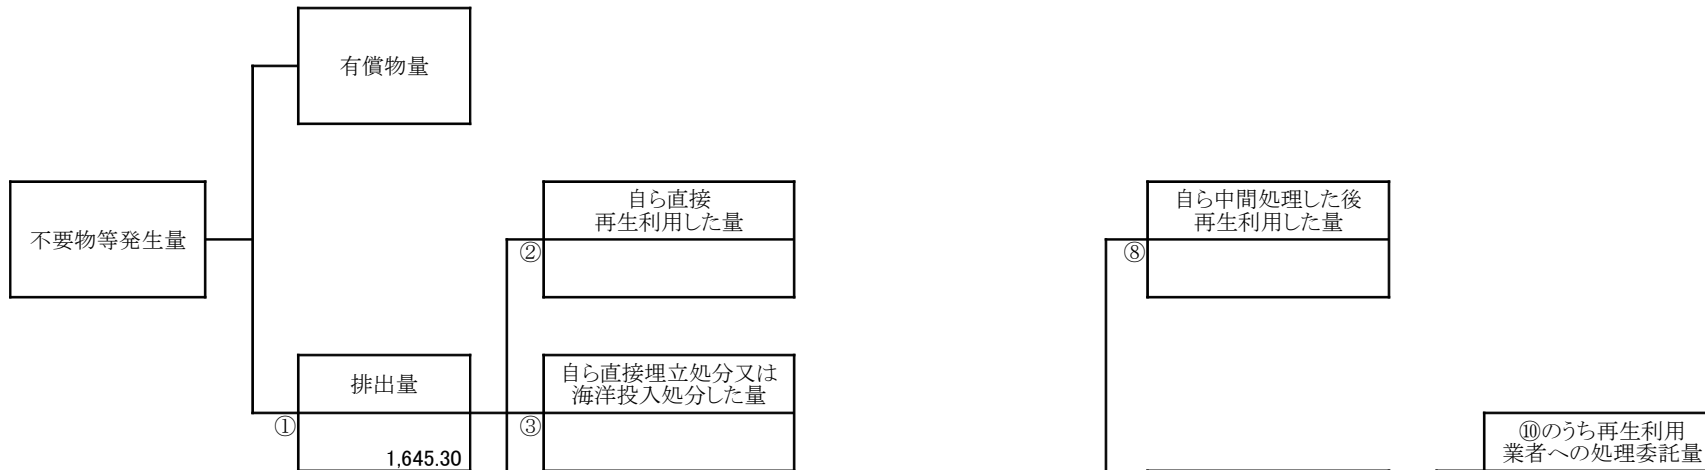 有償物量
不要物等発生量
自ら直接
再生利用した量
②
自ら中間処理した後
再生利用した量
⑧
排出量
①
1,645.30
自ら直接埋立処分又は
海洋投入処分した量
③
⑩のうち再生利用
業者への処理委託量